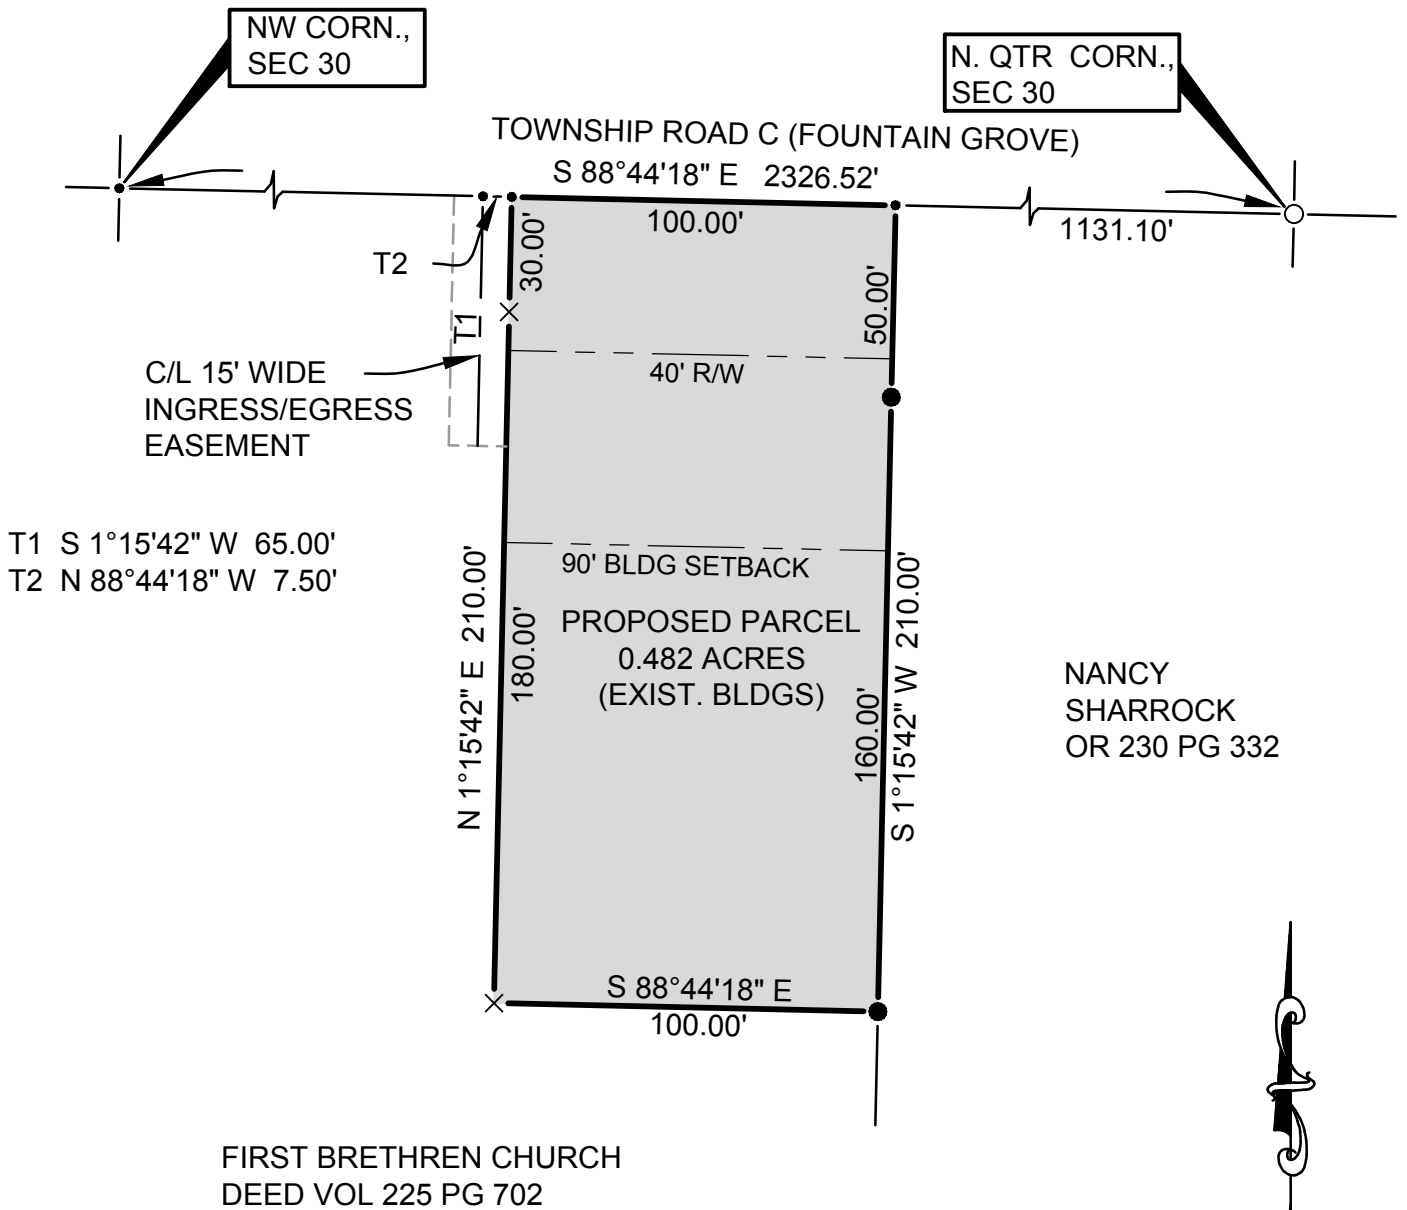 NW CORN.,
SEC 30
N. QTR CORN.,
SEC 30
TOWNSHIP ROAD C (FOUNTAIN GROVE)
S 88°44'18" E 2326.52'
100.00'
1131.10'
30.00'
T2
50.00'
T1
C/L 15' WIDE
INGRESS/EGRESS
EASEMENT
40' R/W
T1 S 1°15'42" W 65.00'
T2 N 88°44'18" W 7.50'
90' BLDG SETBACK
N 1°15'42" E 210.00'
180.00'
PROPOSED PARCEL
0.482 ACRES
(EXIST. BLDGS)
160.00'
S 1°15'42" W 210.00'
NANCY
SHARROCK
OR 230 PG 332
S 88°44'18" E
100.00'
FIRST BRETHREN CHURCH
DEED VOL 225 PG 702